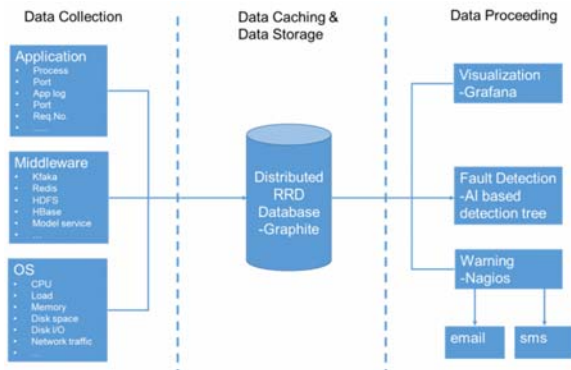 Data Collection
Data Caching &
Data Storage
Data Proceeding
Application
• Process
• Port
• App log
• Port
• Req.No.
• ......
Middleware
• Kfaka
• Redis
• HDFS
• HBase
• Model service
• ...
OS
• CPU
• Load
• Memory
• Disk space
• Disk I/O
• Network traffic
• ...
Distributed
RRD
Database
-Graphite
Visualization
-Grafana
Fault Detection
-AI based
detection tree
Warning
-Nagios
email
sms